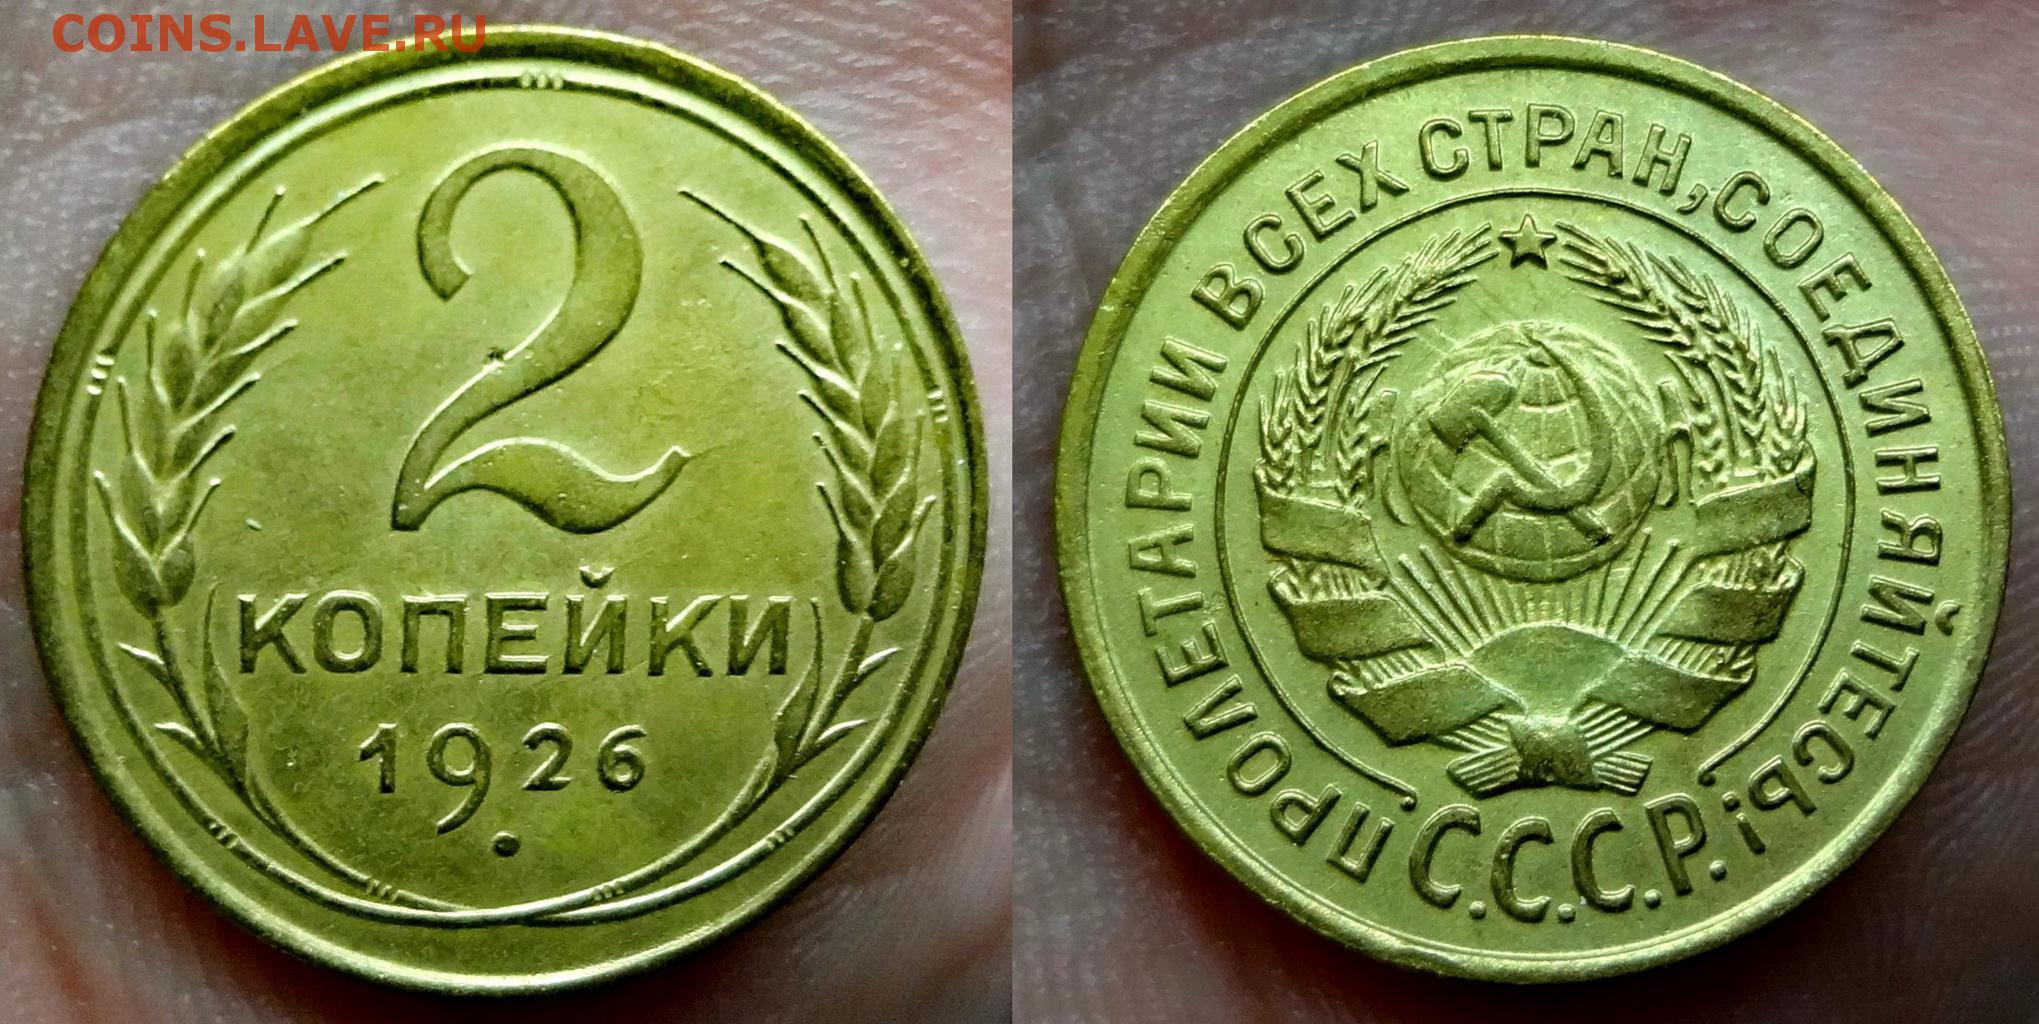 COINS.LAVE.RU
2
КОПЕЙКИ
1926
ПРОЛЕТАРИИ ВСЕХ СТРАН, СОЕДИНЯЙТЕСЬ!
С.С.С.Р.